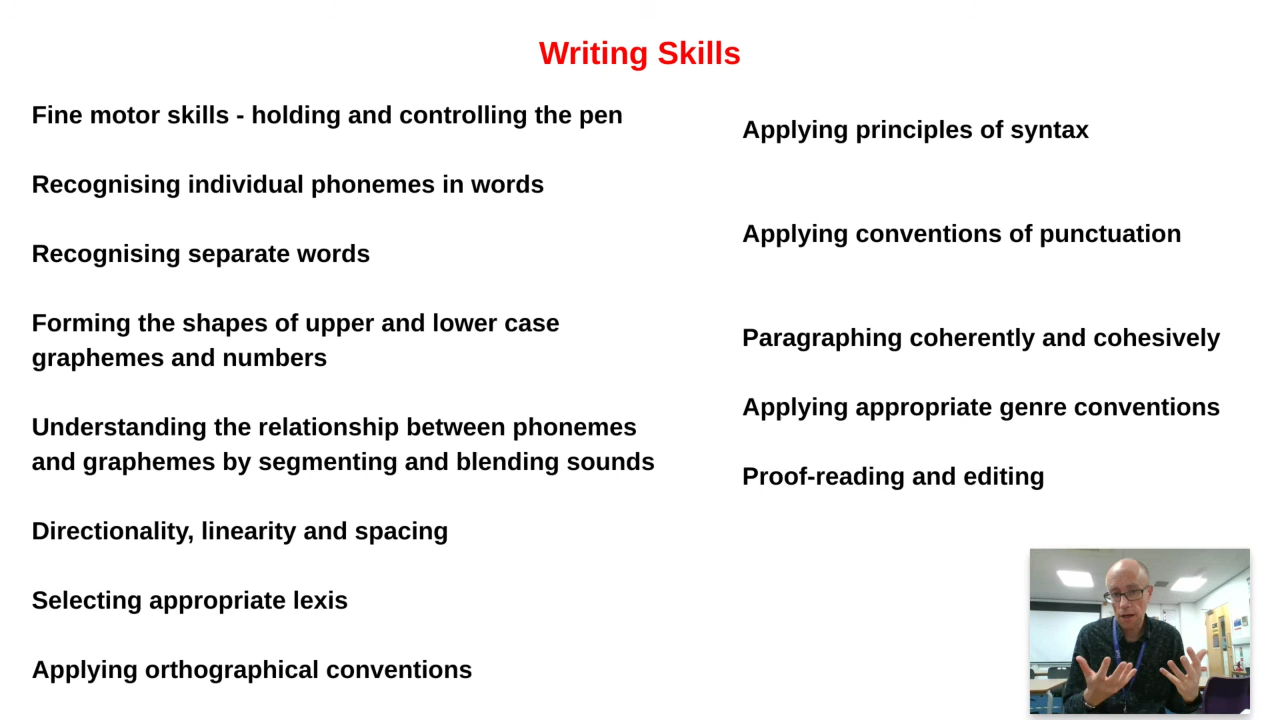 Writing Skills
Fine motor skills - holding and controlling the pen
Recognising individual phonemes in words
Recognising separate words
Forming the shapes of upper and lower case
graphemes and numbers
Understanding the relationship between phonemes
and graphemes by segmenting and blending sounds
Directionality, linearity and spacing
Selecting appropriate lexis
Applying orthographical conventions
Applying principles of syntax
Applying conventions of punctuation
Paragraphing coherently and cohesively
Applying appropriate genre conventions
Proof-reading and editing